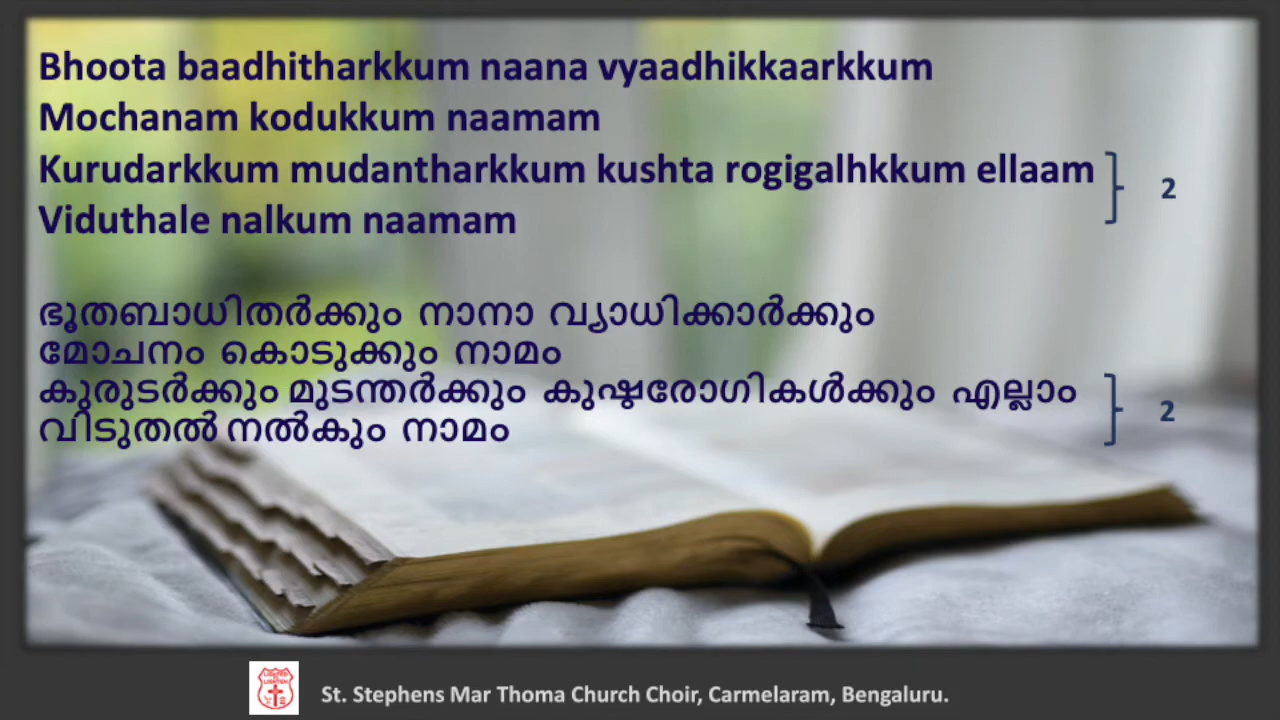 Bhoota baadhitharkkum naana vyaadhikkaarkkum
Mochanam kodukkum naamam
Kurudarkkum mudantharkkum kushta rogigalhkkum ellaam
Viduthale nalkum naamam
2
ഭൂതബാധിതർക്കും നാനാ വ്യാധിക്കാർക്കും
മോചനം കൊടുക്കും നാമം
കുരുടർക്കും മുടന്തർക്കും കുഷ്ഠരോഗികൾക്കും എല്ലാം
വിടുതൽ നൽകും നാമം
2
St. Stephens Mar Thoma Church Choir, Carmelaram, Bengaluru.